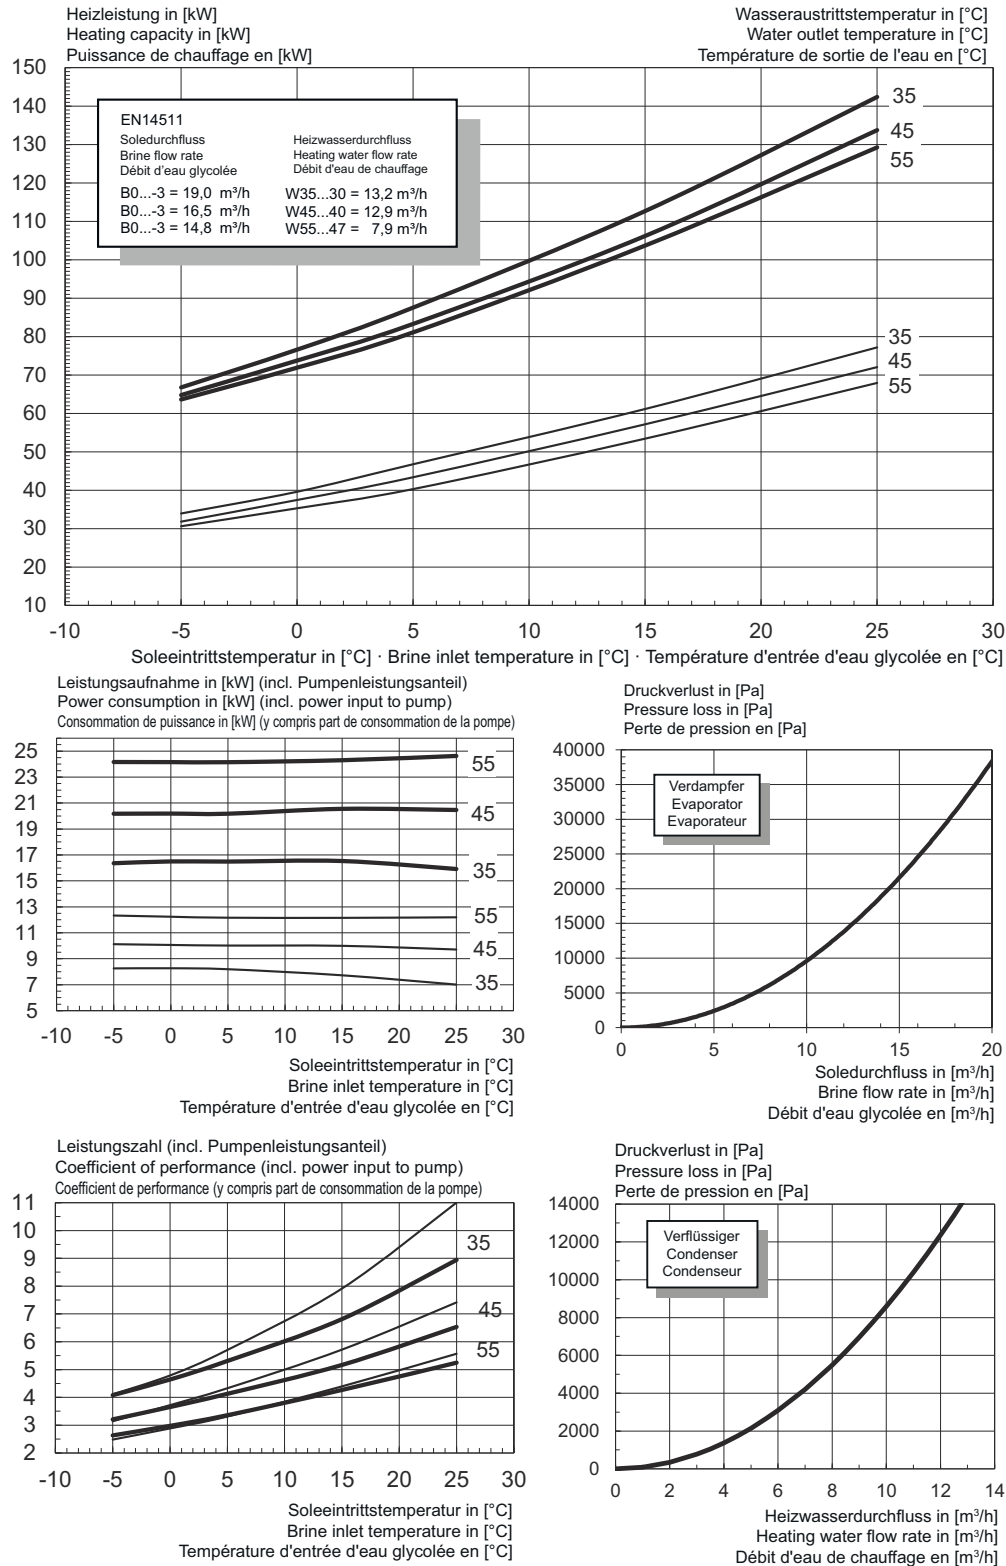 Heizleistung in [kW]
Heating capacity in [kW]
Puissance de chauffage en [kW]
Wasseraustrittstemperatur in [°C]
Water outlet temperature in [°C]
Température de sortie de l'eau en [°C]
150
140
130
120
110
100
90
80
70
60
50
40
30
20
10
EN14511
Soledurchfluss
Brine flow rate
Débit d'eau glycolée
B0...-3 = 19,0 m³/h
B0...-3 = 16,5 m³/h
B0...-3 = 14,8 m³/h
Heizwasserdurchfluss
Heating water flow rate
Débit d'eau de chauffage
W35...30 = 13,2 m³/h
W45...40 = 12,9 m³/h
W55...47 = 7,9 m³/h
35
45
55
35
45
55
-10 -5 0 5 10 15 20 25 30
Soleeintrittstemperatur in [°C] · Brine inlet temperature in [°C] · Température d'entrée d'eau glycolée en [°C]
Leistungsaufnahme in [kW] (incl. Pumpenleistungsanteil)
Power consumption in [kW] (incl. power input to pump)
Consommation de puissance in [kW] (y compris part de consommation de la pompe)
25
23
21
19
17
15
13
11
9
7
5
55
45
35
55
45
35
-10 -5 0 5 10 15 20 25 30
Soleeintrittstemperatur in [°C]
Brine inlet temperature in [°C]
Température d'entrée d'eau glycolée en [°C]
Druckverlust in [Pa]
Pressure loss in [Pa]
Perte de pression en [Pa]
40000
35000
30000
25000
20000
15000
10000
5000
0
Verdampfer
Evaporator
Evaporateur
0 5 10 15 20
Soledurchfluss in [m³/h]
Brine flow rate in [m³/h]
Débit d'eau glycolée en [m³/h]
Leistungszahl (incl. Pumpenleistungsanteil)
Coefficient of performance (incl. power input to pump)
Coefficient de performance (y compris part de consommation de la pompe)
11
10
9
8
7
6
5
4
3
2
35
45
55
-10 -5 0 5 10 15 20 25 30
Soleeintrittstemperatur in [°C]
Brine inlet temperature in [°C]
Température d'entrée d'eau glycolée en [°C]
Druckverlust in [Pa]
Pressure loss in [Pa]
Perte de pression en [Pa]
14000
12000
10000
8000
6000
4000
2000
0
Verflüssiger
Condenser
Condenseur
0 2 4 6 8 10 12 14
Heizwasserdurchfluss in [m³/h]
Heating water flow rate in [m³/h]
Débit d'eau de chauffage en [m³/h]